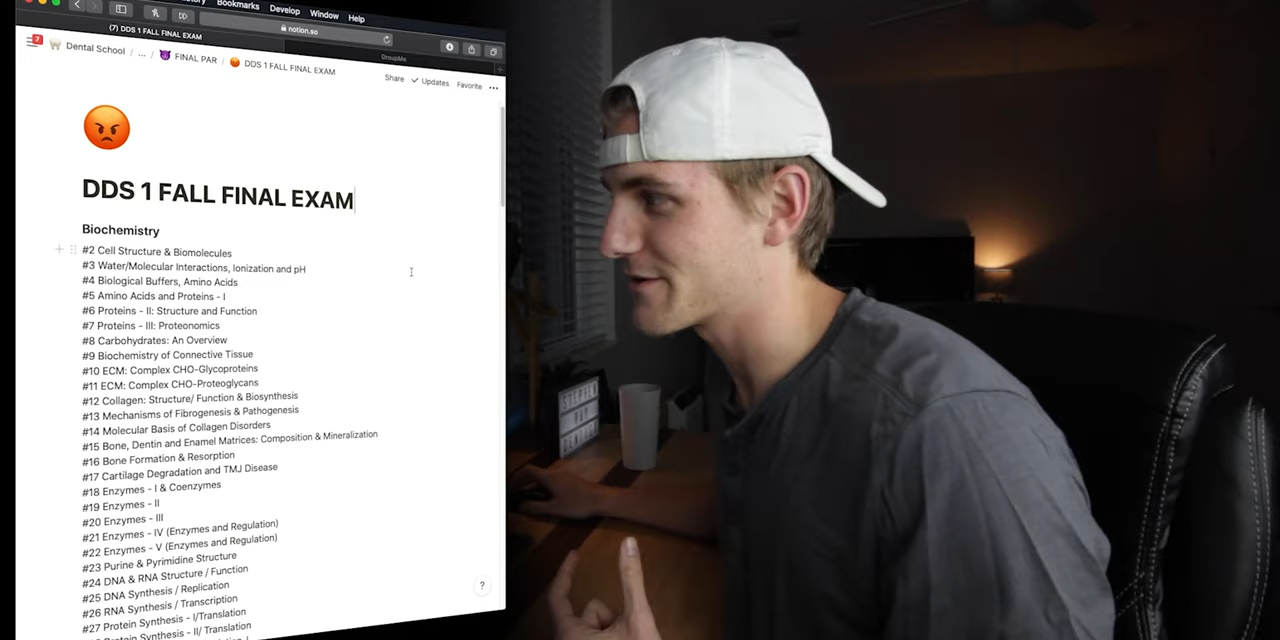 Bookmarks Develop Window Help
notion.so
(7) DDS 1 FALL FINAL EXAM
GroupMe
7 Dental School / ... / FINAL PAR / DDS 1 FALL FINAL EXAM
Share Updates Favorite
DDS 1 FALL FINAL EXAM
Biochemistry
#2 Cell Structure & Biomolecules
#3 Water/Molecular Interactions, Ionization and pH
#4 Biological Buffers, Amino Acids
#5 Amino Acids and Proteins - I
#6 Proteins - II: Structure and Function
#7 Proteins - III: Proteonomics
#8 Carbohydrates: An Overview
#9 Biochemistry of Connective Tissue
#10 ECM: Complex CHO-Glycoproteins
#11 ECM: Complex CHO-Proteoglycans
#12 Collagen: Structure/ Function & Biosynthesis
#13 Mechanisms of Fibrogenesis & Pathogenesis
#14 Molecular Basis of Collagen Disorders
#15 Bone, Dentin and Enamel Matrices: Composition & Mineralization
#16 Bone Formation & Resorption
#17 Cartilage Degradation and TMJ Disease
#18 Enzymes - I & Coenzymes
#19 Enzymes - II
#20 Enzymes - III
#21 Enzymes - IV (Enzymes and Regulation)
#22 Enzymes - V (Enzymes and Regulation)
#23 Purine & Pyrimidine Structure
#24 DNA & RNA Structure / Function
#25 DNA Synthesis / Replication
#26 RNA Synthesis / Transcription
#27 Protein Synthesis - I/Translation
Protein Synthesis - II/ Translation
?